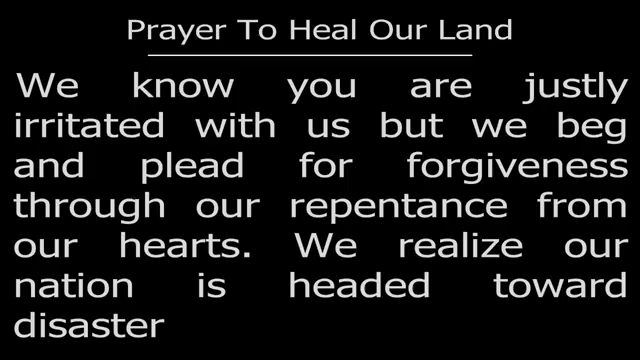 Prayer To Heal Our Land
We know you are justly
irritated with us but we beg
and plead for forgiveness
through our repentance from
our hearts. We realize our
nation is headed toward
disaster